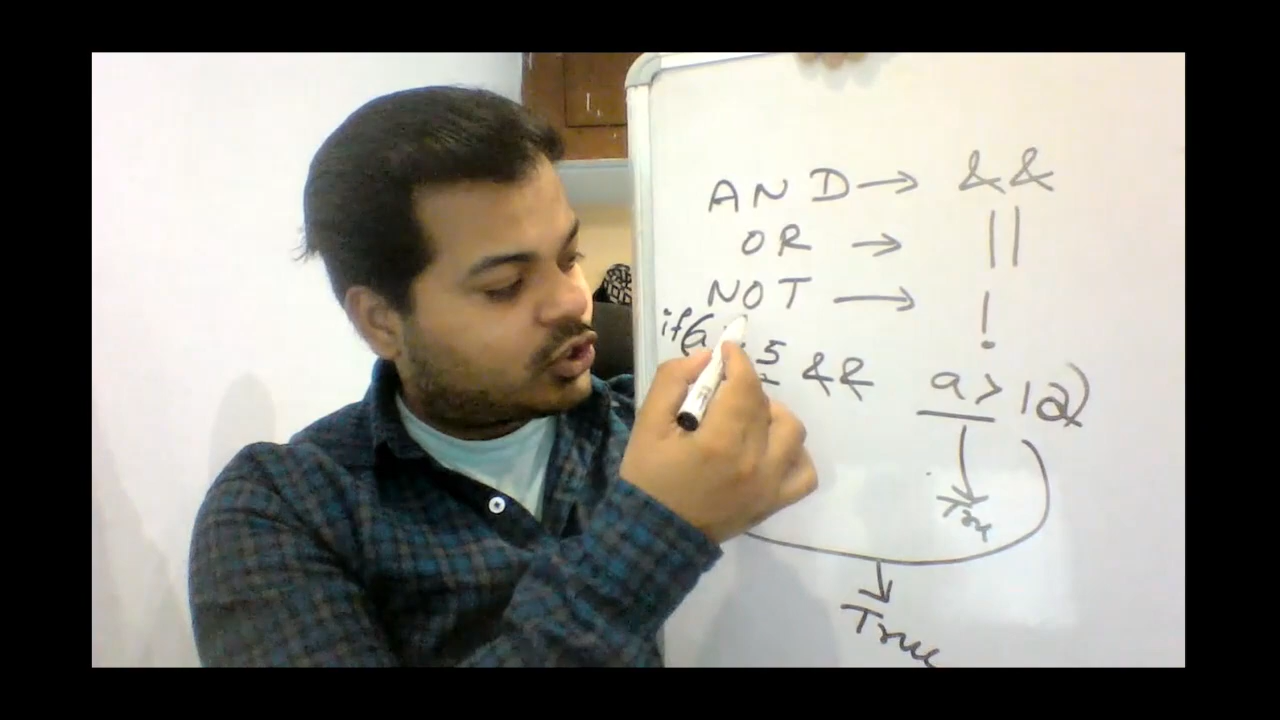 AND → &&
OR → ||
NOT → !
if(a 5 && a > 12)
True
True